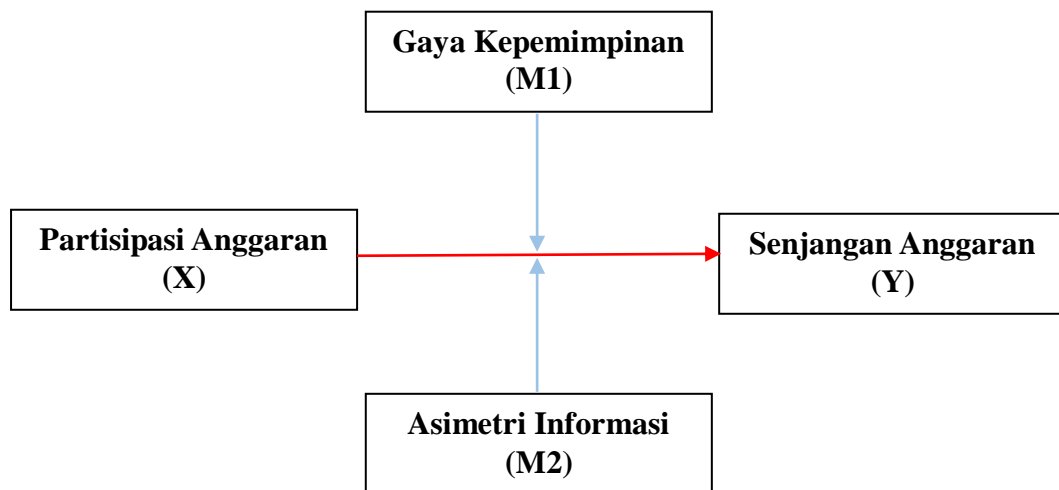 Gaya Kepemimpinan
(M1)
Partisipasi Anggaran
(X)
Senjangan Anggaran
(Y)
Asimetri Informasi
(M2)